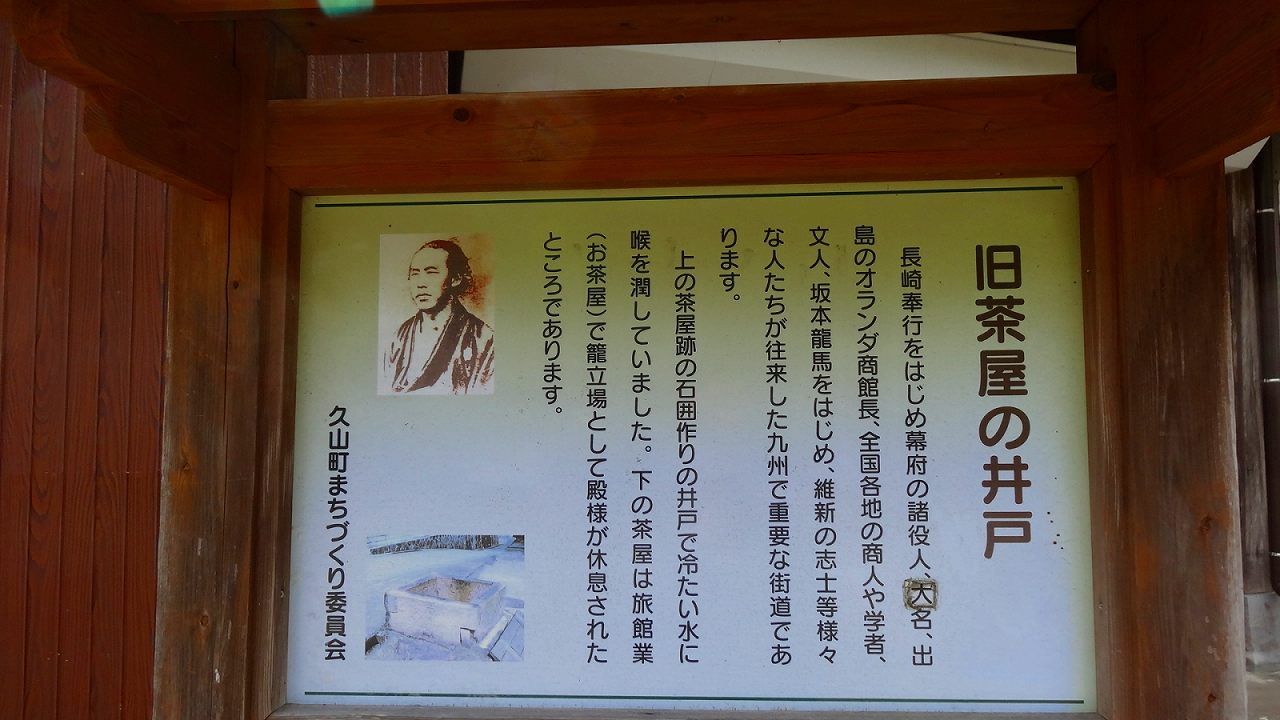 旧茶屋の井戸
長崎奉行をはじめ幕府の諸役人、大名、出
島のオランダ商館長、全国各地の商人や学者、
文人、坂本龍馬をはじめ、維新の志士等様々
な人たちが往来した九州で重要な街道であ
ります。
上の茶屋跡の石囲作りの井戸で冷たい水に
喉を潤していました。下の茶屋は旅館業
(お茶屋)で籠立場として殿様が休息された
ところであります。
久山町まちづくり委員会